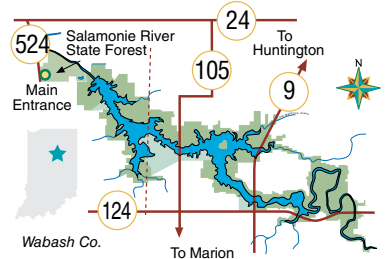 24
To
Huntington
524
Salamonie River
State Forest
105
9
N
Main
Entrance
124
Wabash Co.
To Marion